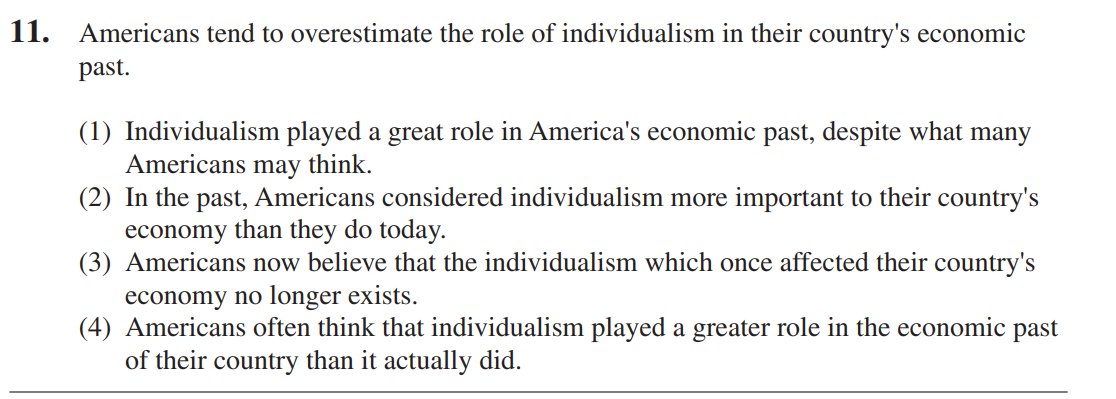 11. Americans tend to overestimate the role of individualism in their country's economic
past.
(1) Individualism played a great role in America's economic past, despite what many
Americans may think.
(2) In the past, Americans considered individualism more important to their country's
economy than they do today.
(3) Americans now believe that the individualism which once affected their country's
economy no longer exists.
(4) Americans often think that individualism played a greater role in the economic past
of their country than it actually did.